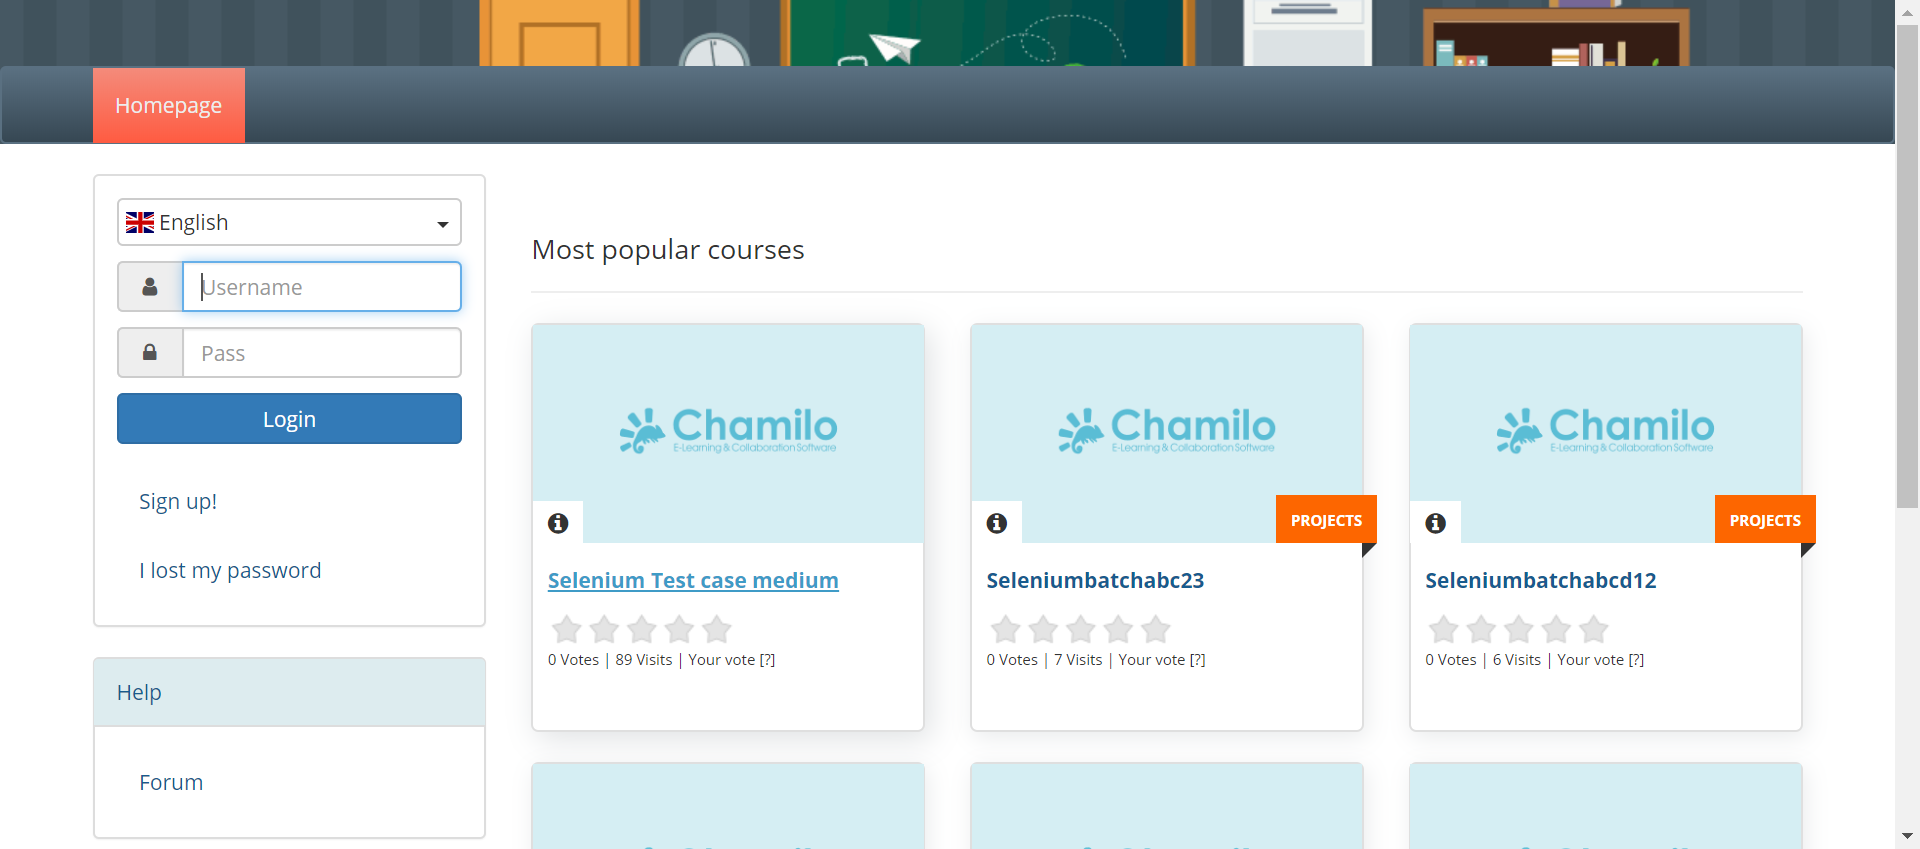 Homepage
English
Username
Pass
Login
Sign up!
I lost my password
Help
Forum
Most popular courses
Chamilo
E-Learning & Collaboration Software
Selenium Test case medium
0 Votes | 89 Visits | Your vote [?]
Chamilo
E-Learning & Collaboration Software
PROJECTS
Seleniumbatchabc23
0 Votes | 7 Visits | Your vote [?]
Chamilo
E-Learning & Collaboration Software
PROJECTS
Seleniumbatchabcd12
0 Votes | 6 Visits | Your vote [?]